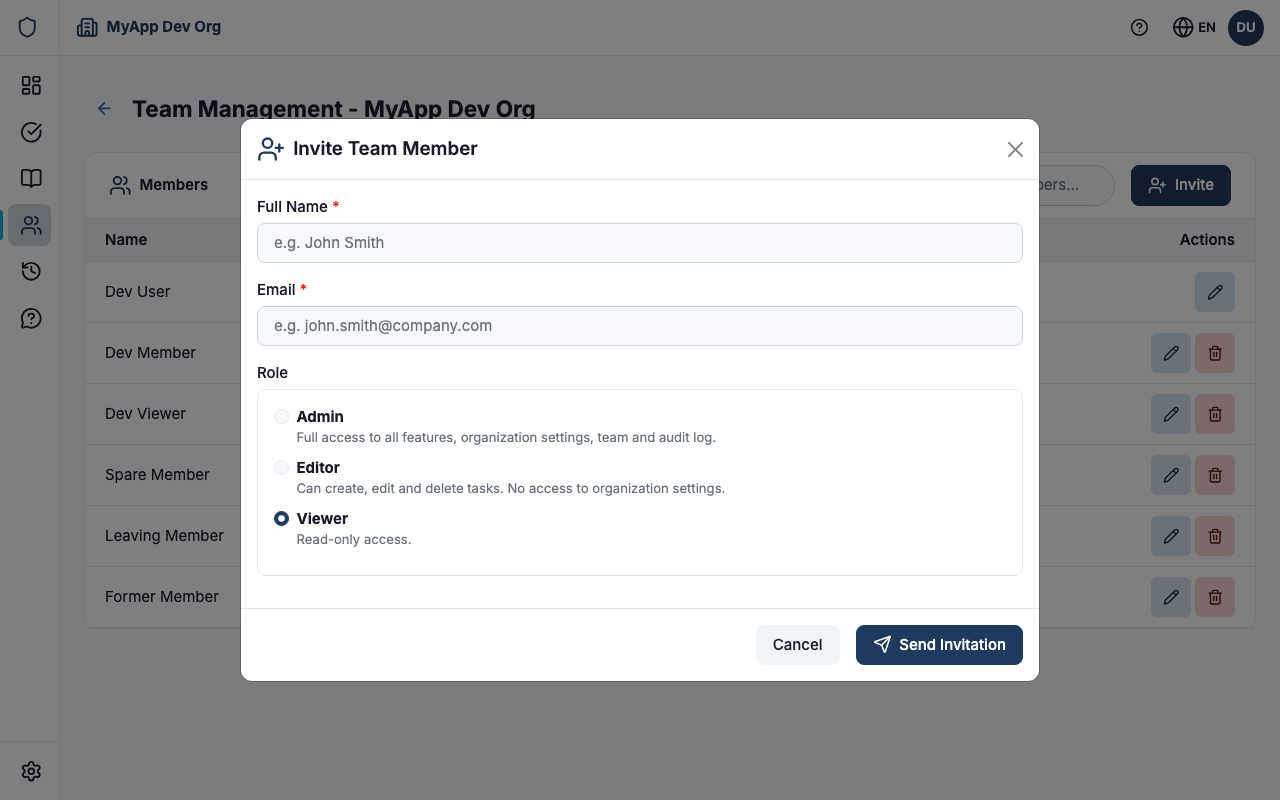 MyApp Dev Org
EN
DU
Team Management - MyApp Dev Org
Members
Invite
Name
Actions
Dev User
Dev Member
Dev Viewer
Spare Member
Leaving Member
Former Member
Invite Team Member
Full Name *
e.g. John Smith
Email *
e.g. john.smith@company.com
Role
Admin
Full access to all features, organization settings, team and audit log.
Editor
Can create, edit and delete tasks. No access to organization settings.
Viewer
Read-only access.
Cancel
Send Invitation